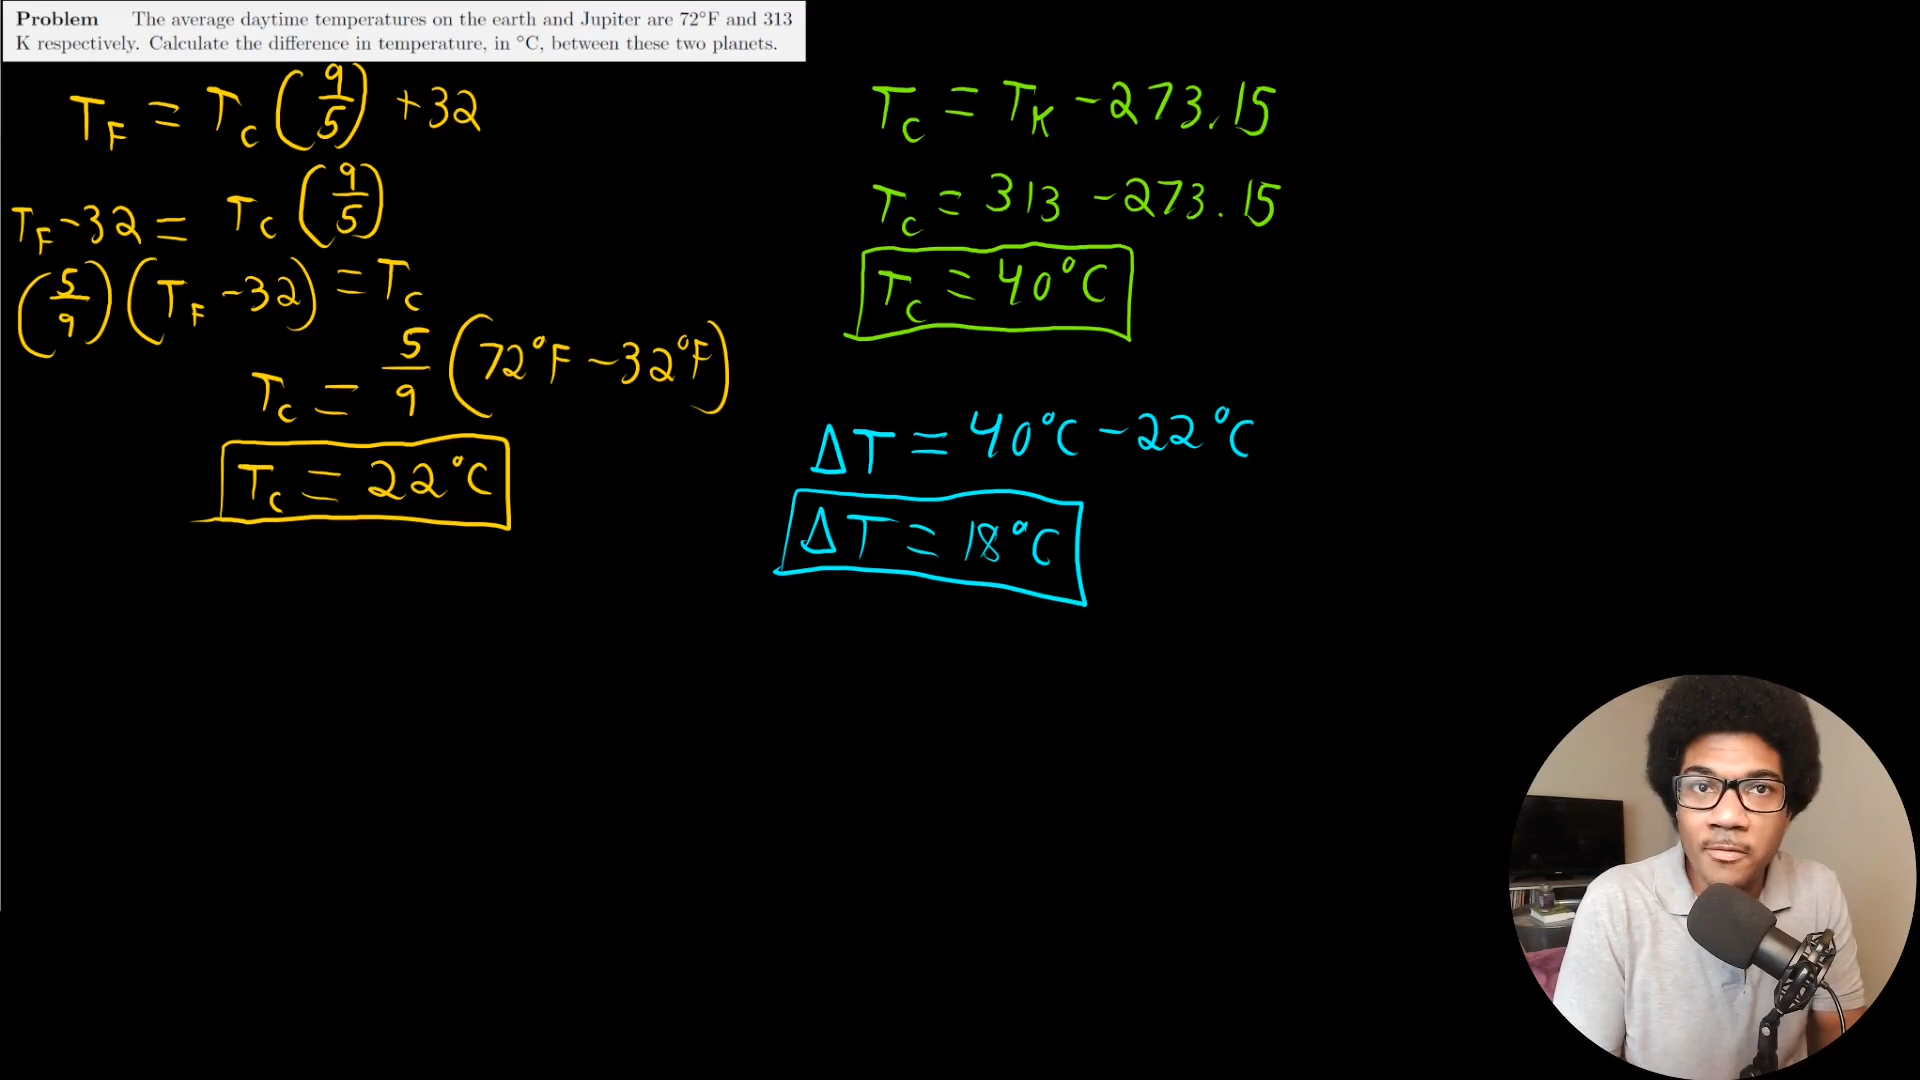 Problem The average daytime temperatures on the earth and Jupiter are 72°F and 313
K respectively. Calculate the difference in temperature, in °C, between these two planets.
T_F = T_C (9/5) + 32
T_F - 32 = T_C (9/5)
(5/9) (T_F - 32) = T_C
T_C = 5/9 (72°F - 32°F)
T_C = 22°C
T_C = T_K - 273.15
T_C = 313 - 273.15
T_C = 40°C
ΔT = 40°C - 22°C
ΔT = 18°C